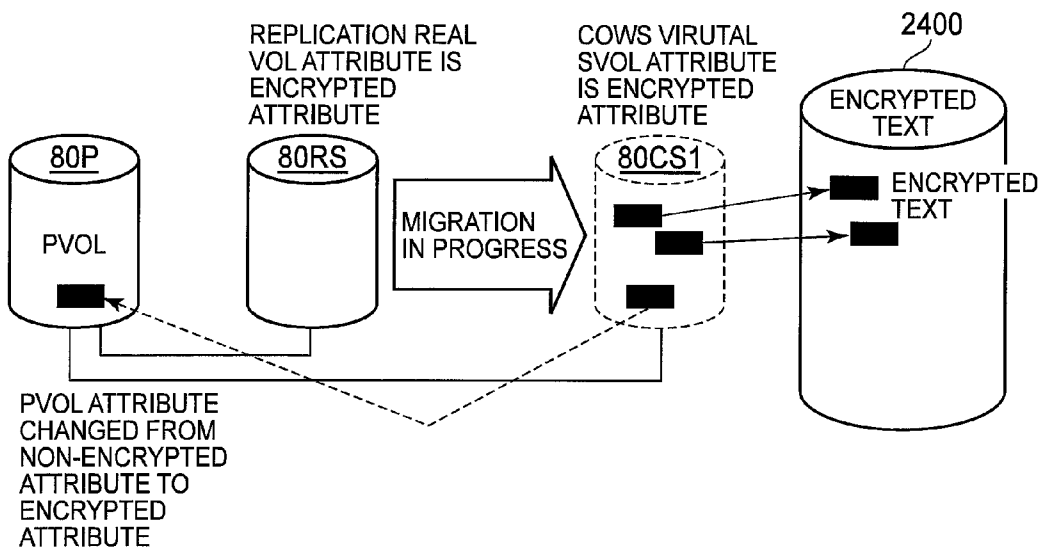 2400
REPLICATION REAL
VOL ATTRIBUTE IS
ENCRYPTED
ATTRIBUTE
COWS VIRUTAL
SVOL ATTRIBUTE
IS ENCRYPTED
ATTRIBUTE
ENCRYPTED
TEXT
80P
80RS
80CS1
ENCRYPTED
TEXT
PVOL
MIGRATION
IN PROGRESS
PVOL ATTRIBUTE
CHANGED FROM
NON-ENCRYPTED
ATTRIBUTE TO
ENCRYPTED
ATTRIBUTE